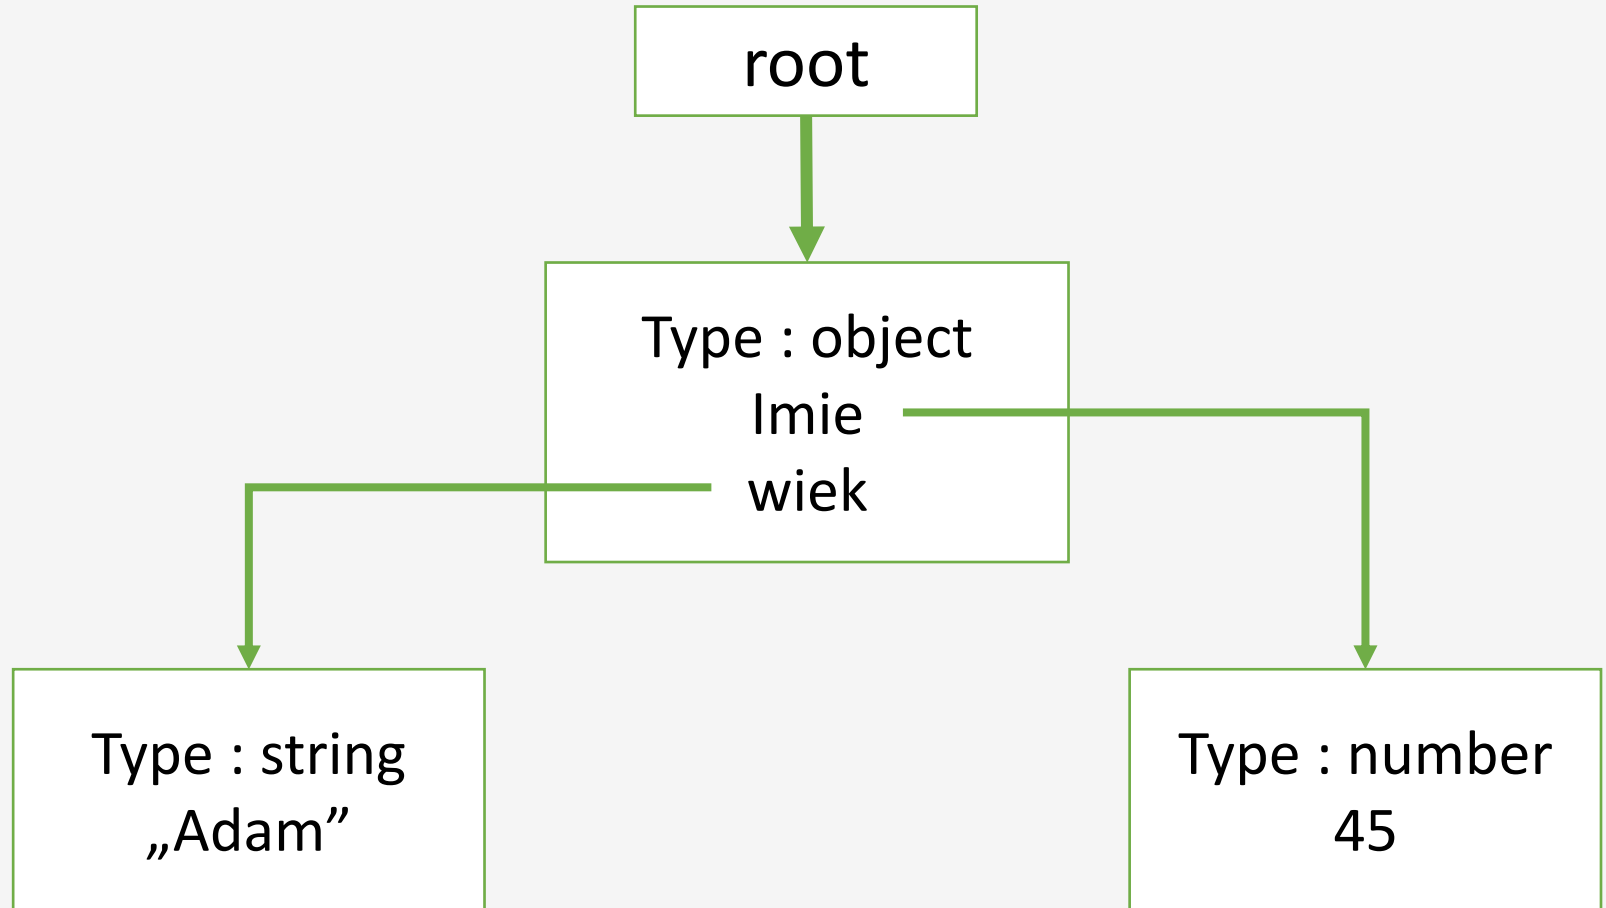 root
Type : object
Imie
wiek
Type : string
„Adam”
Type : number
45